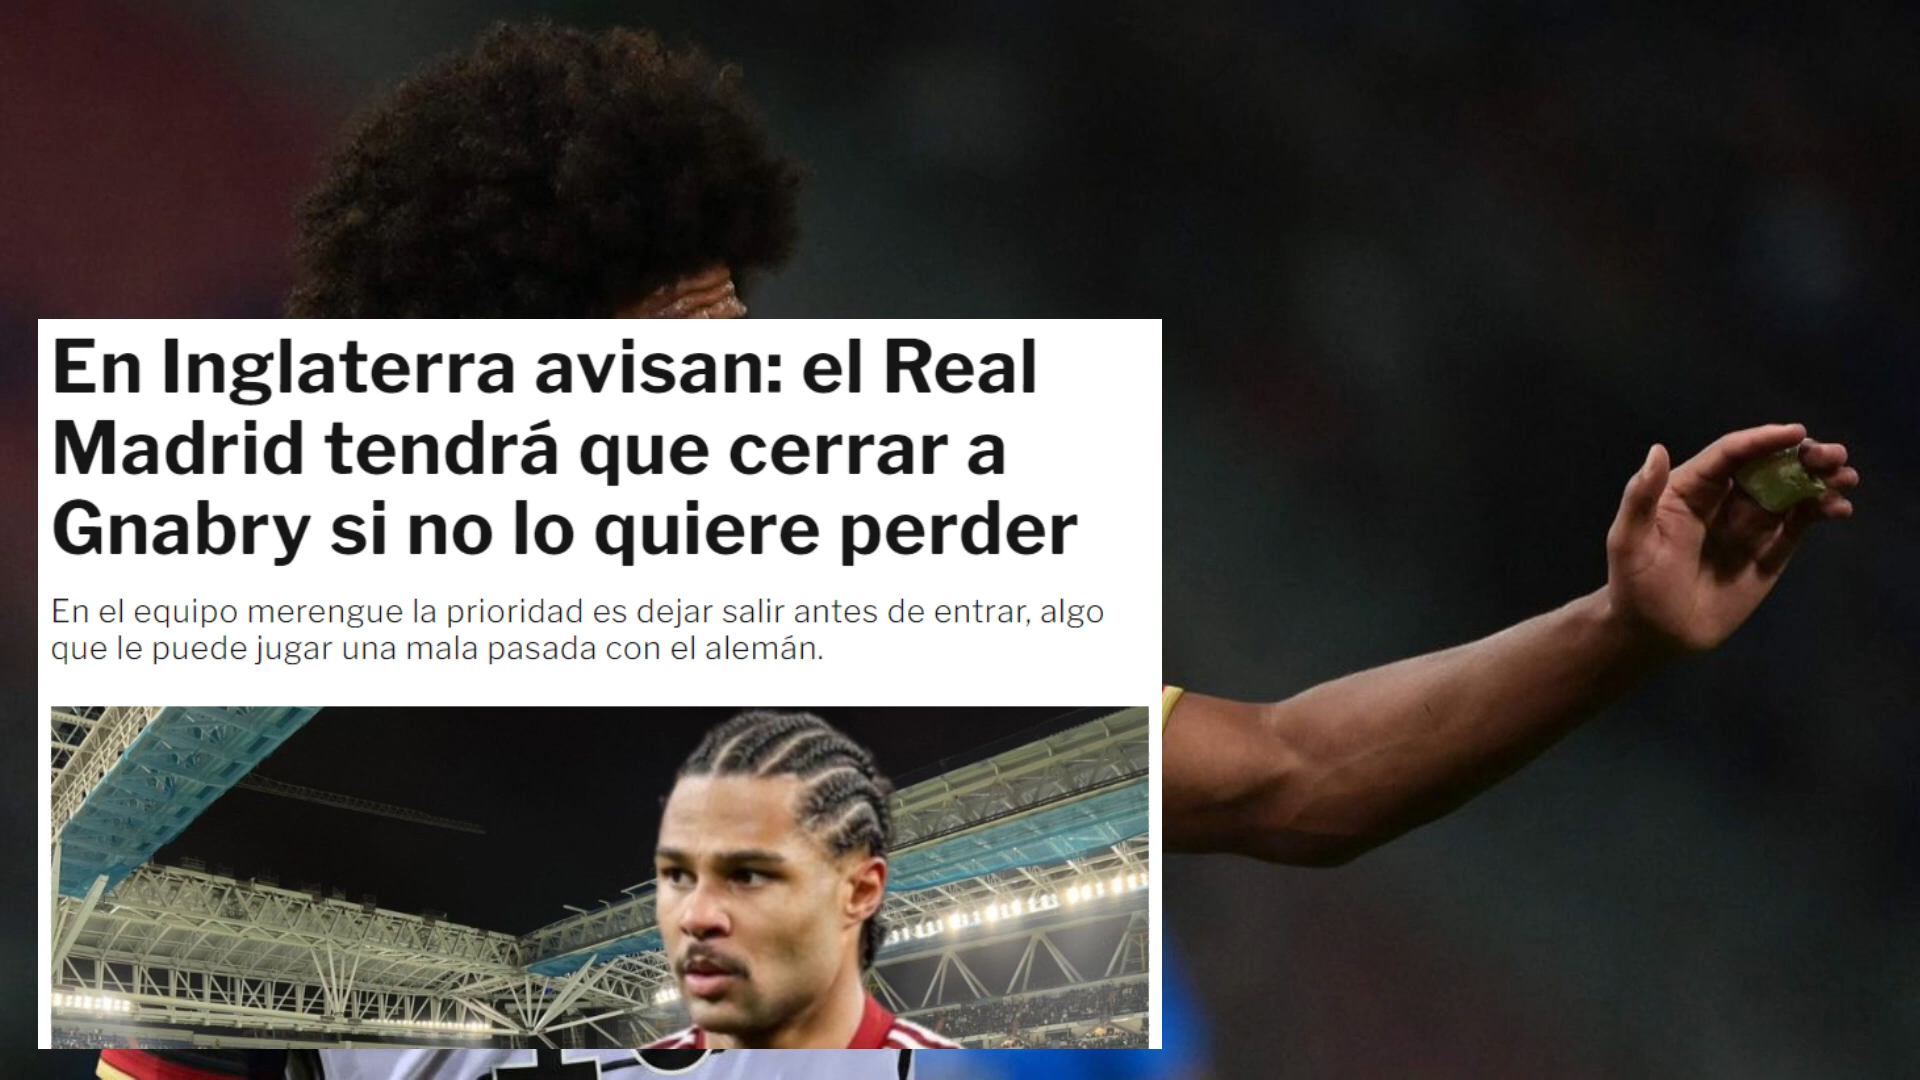 En Inglaterra avisan: el Real
Madrid tendrá que cerrar a
Gnabry si no lo quiere perder
En el equipo merengue la prioridad es dejar salir antes de entrar, algo
que le puede jugar una mala pasada con el alemán.